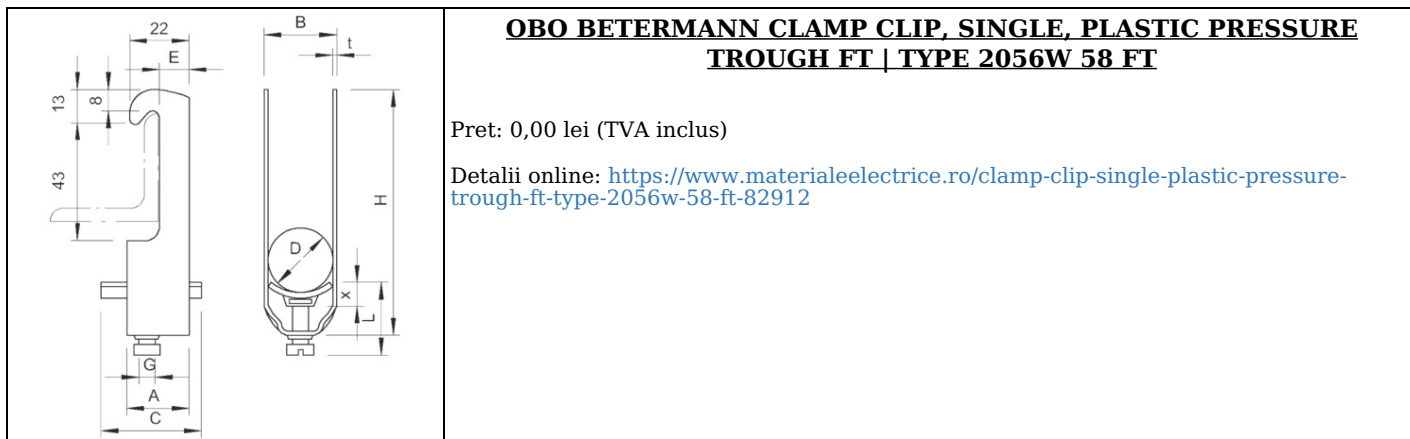 22
B
t
E
13
8
43
H
D
x
L
G
A
C
OBO BETERMANN CLAMP CLIP, SINGLE, PLASTIC PRESSURE
TROUGH FT | TYPE 2056W 58 FT
Pret: 0,00 lei (TVA inclus)
Detalii online: https://www.materialeelectrice.ro/clamp-clip-single-plastic-pressure-
trough-ft-type-2056w-58-ft-82912